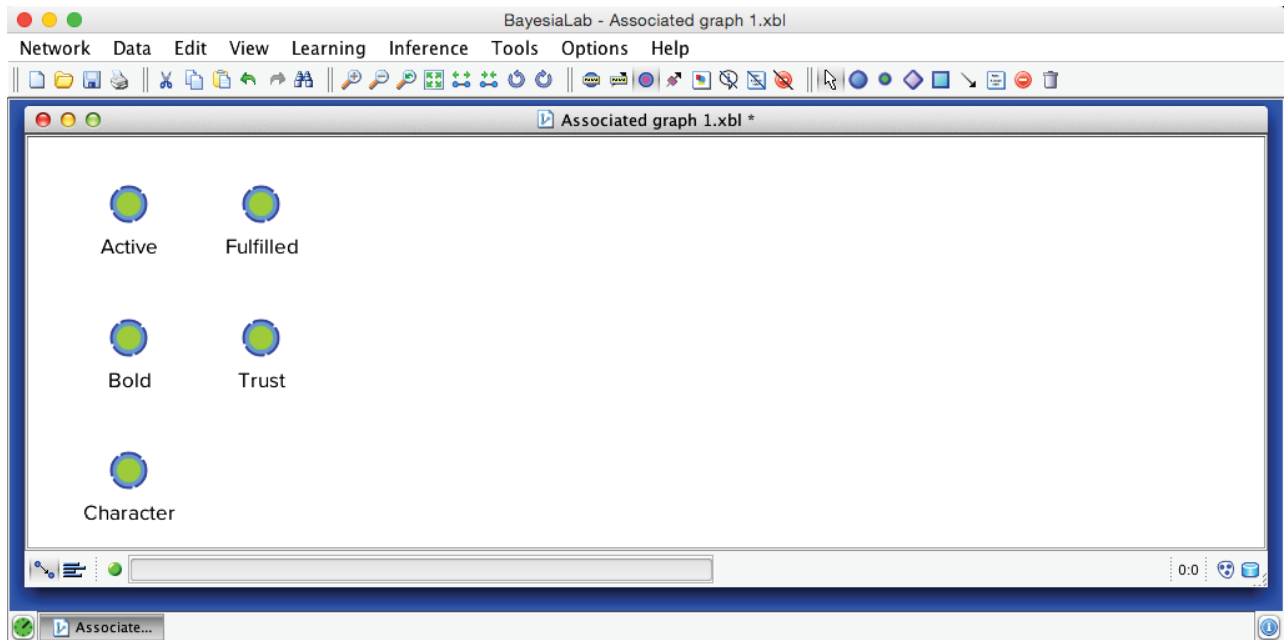 BayesiaLab - Associated graph 1.xbl
Network Data Edit View Learning Inference Tools Options Help
Associated graph 1.xbl *
Active Fulfilled
Bold Trust
Character
0:0
Associate...